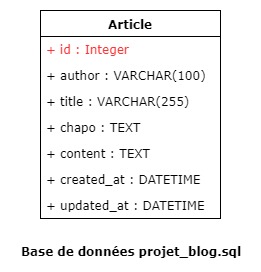 Article
+ id : Integer
+ author : VARCHAR(100)
+ title : VARCHAR(255)
+ chapo : TEXT
+ content : TEXT
+ created_at : DATETIME
+ updated_at : DATETIME
Base de données projet_blog.sql